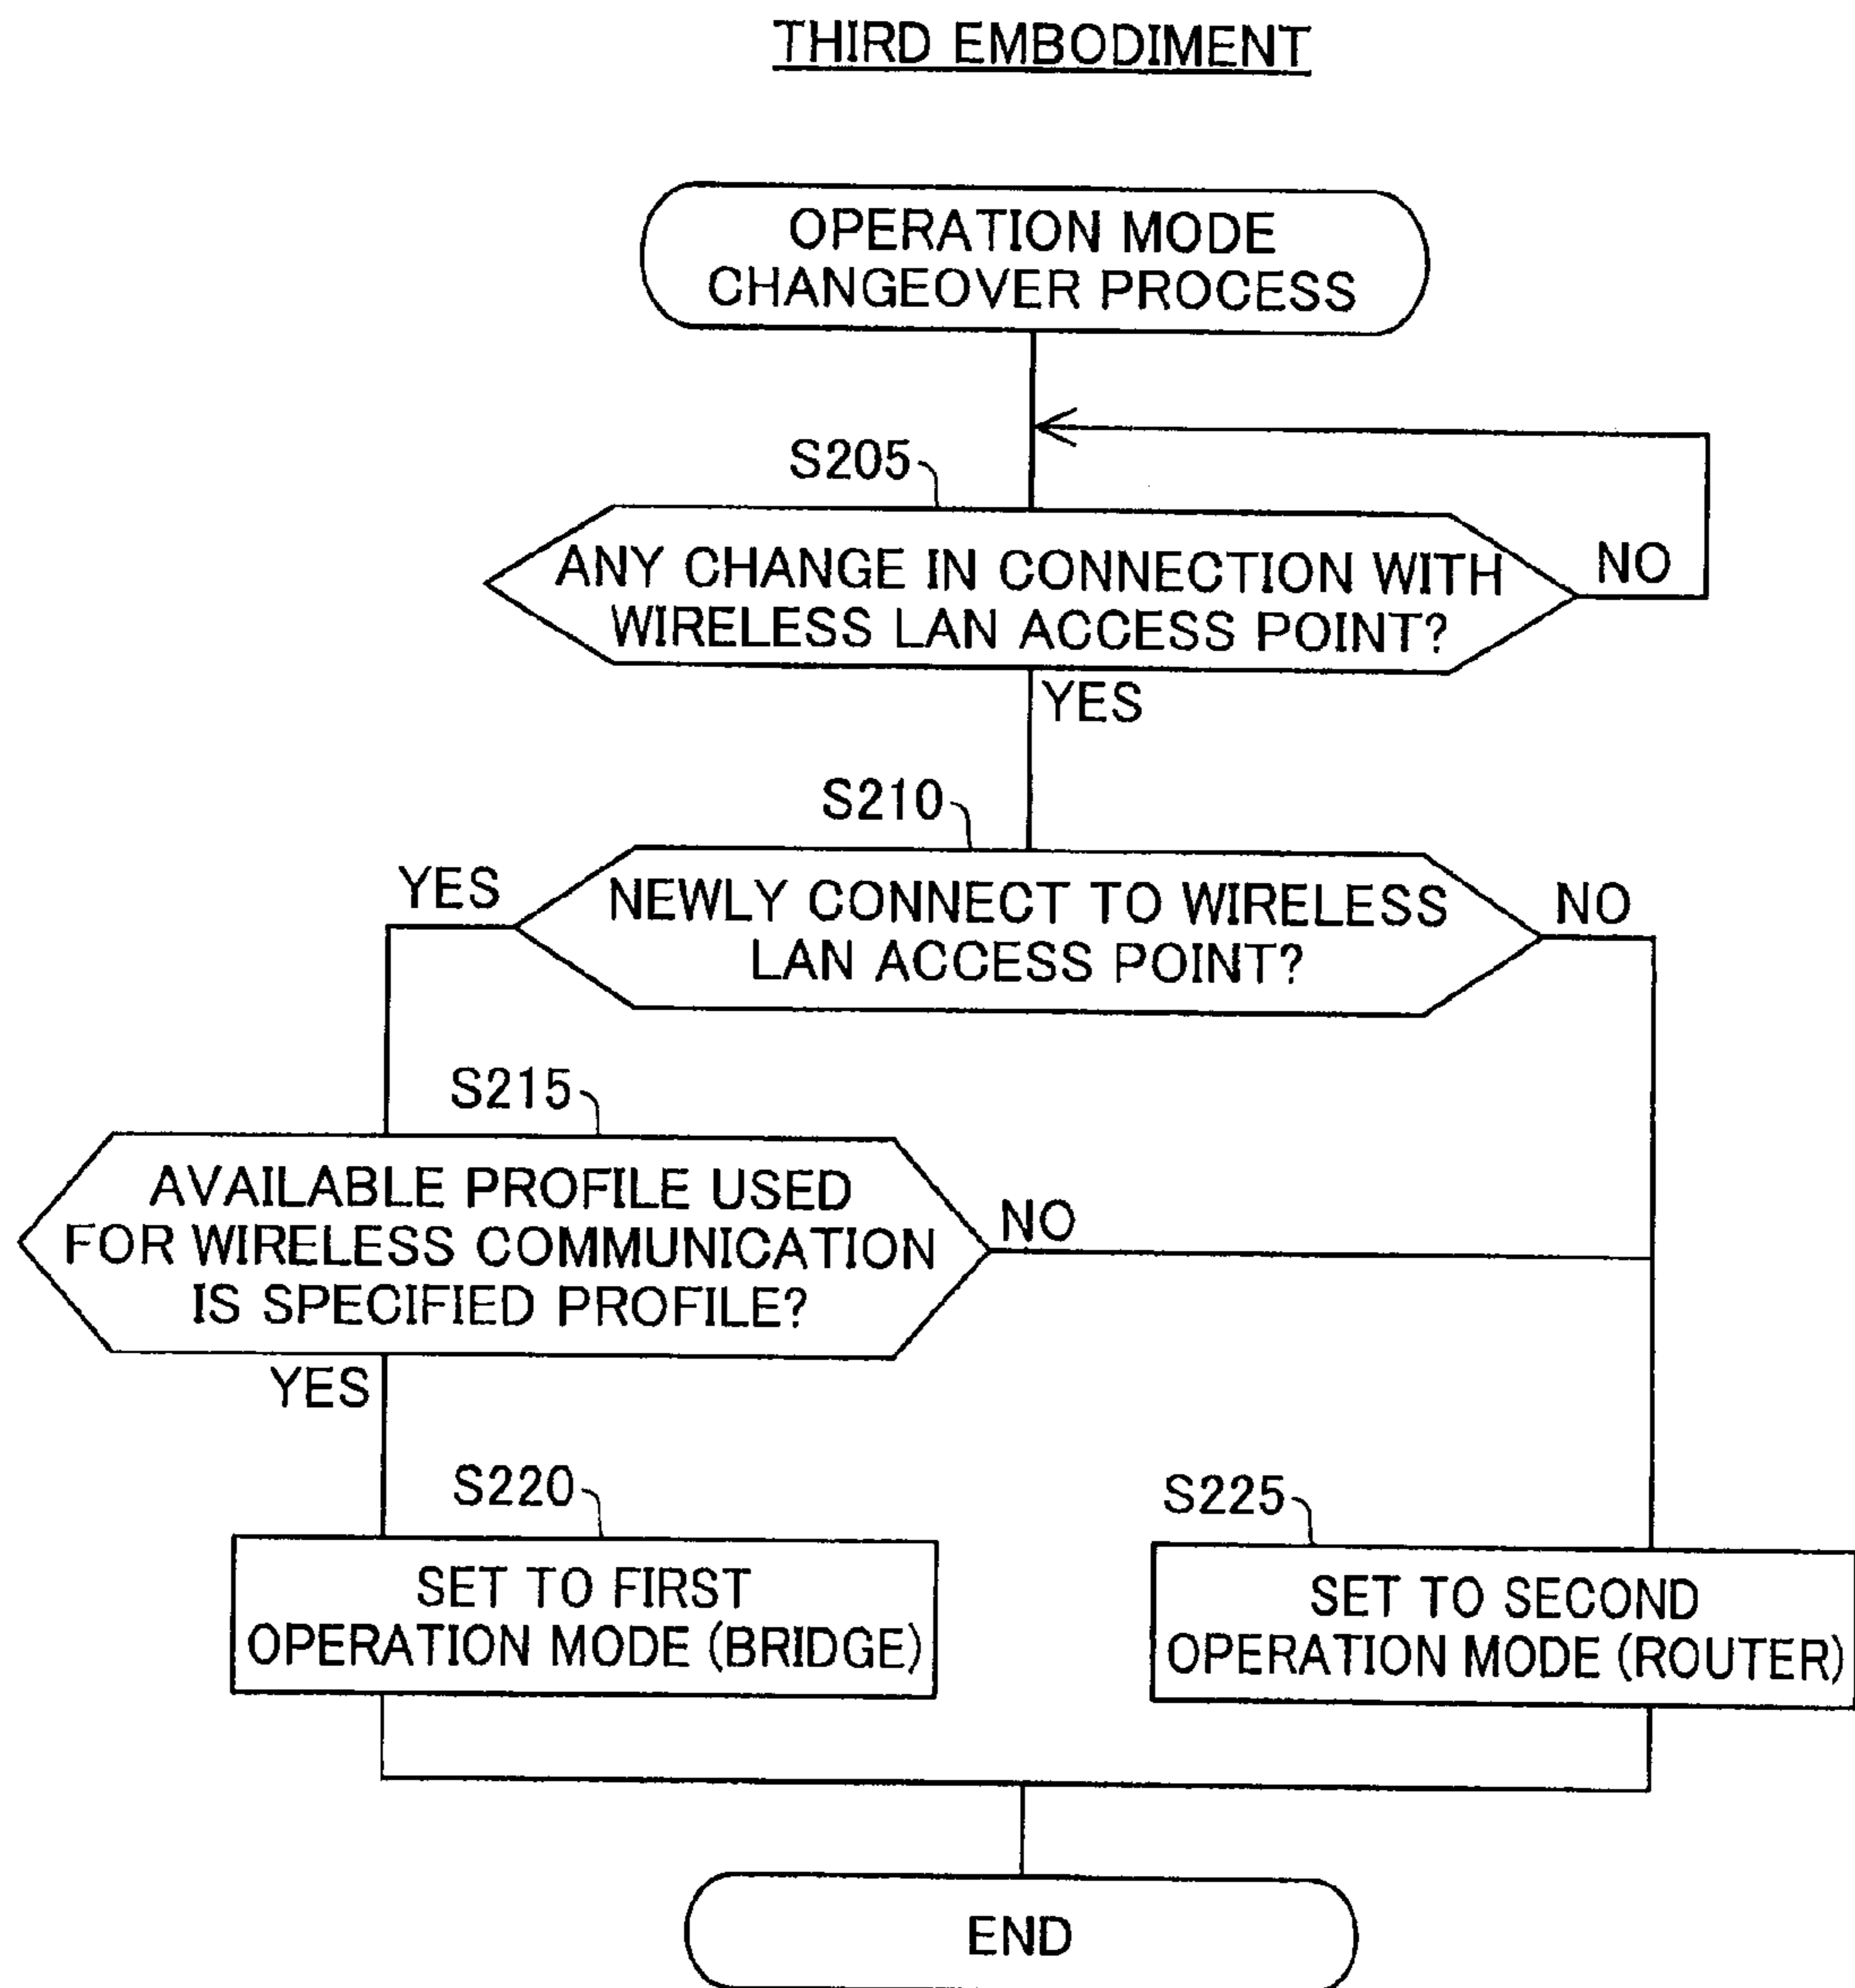 THIRD EMBODIMENT
OPERATION MODE
CHANGEOVER PROCESS
S205
ANY CHANGE IN CONNECTION WITH
WIRELESS LAN ACCESS POINT?
NO
YES
S210
YES
NEWLY CONNECT TO WIRELESS
LAN ACCESS POINT?
NO
S215
AVAILABLE PROFILE USED
FOR WIRELESS COMMUNICATION
IS SPECIFIED PROFILE?
NO
YES
S220
SET TO FIRST
OPERATION MODE (BRIDGE)
S225
SET TO SECOND
OPERATION MODE (ROUTER)
END